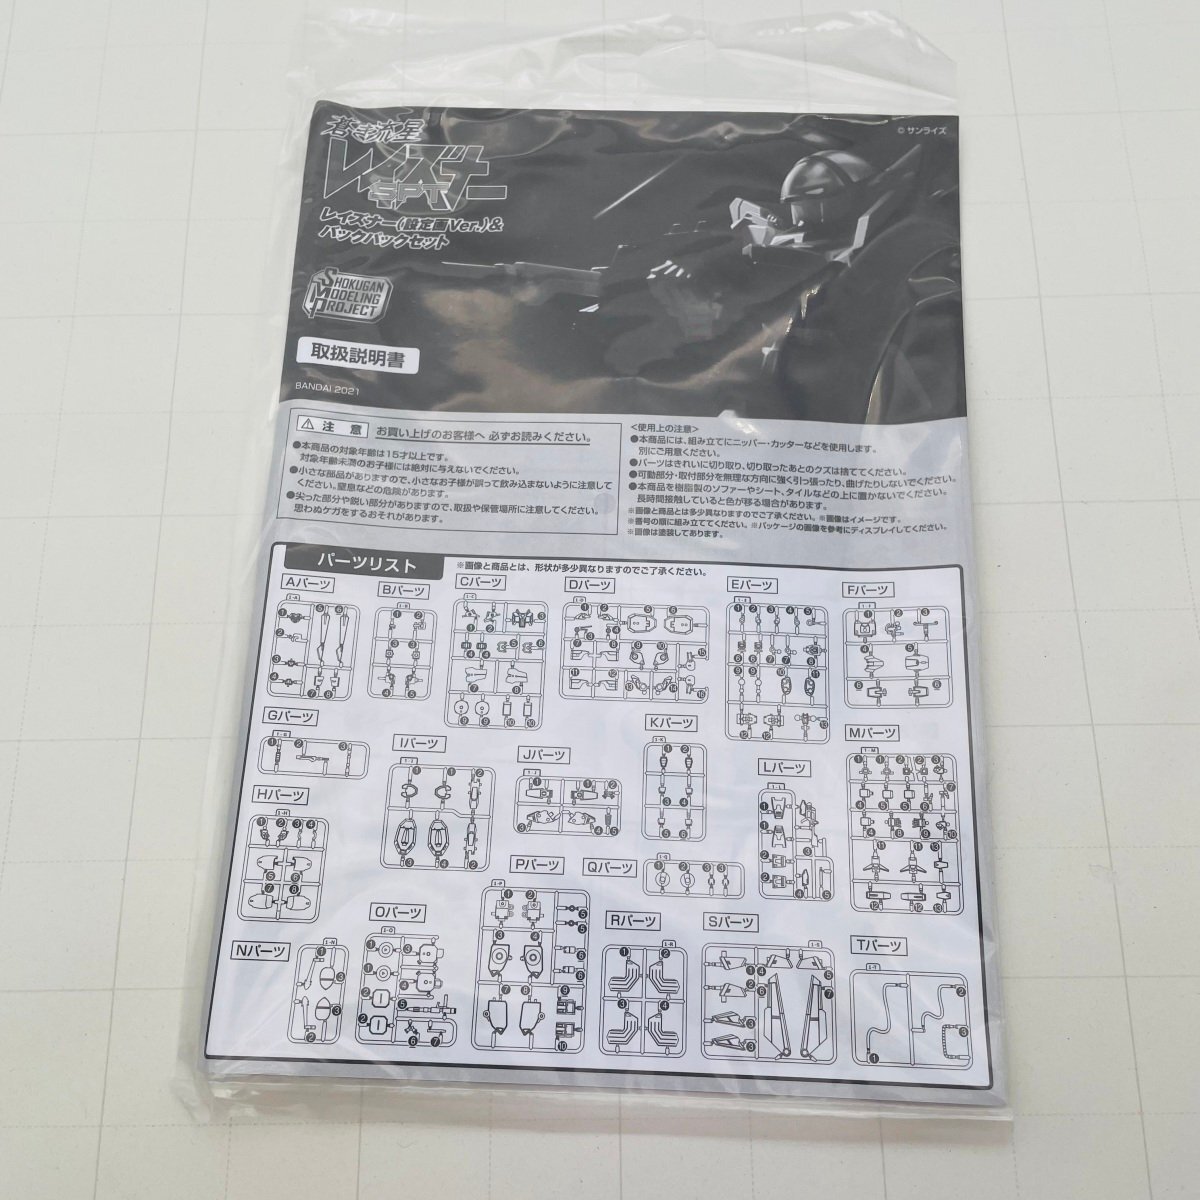 蒼き流星
SPT
レイズナー
© サンライズ
レイズナー(設定画Ver.)&
バックパックセット
SHOKUGAN
MODELING
PROJECT
取扱説明書
BANDAI 2021
⚠ 注 意 お買い上げのお客様へ 必ずお読みください。
●本商品の対象年齢は15才以上です。
対象年齢未満のお子様には絶対に与えないでください。
●小さな部品がありますので、小さなお子様が誤って飲み込まないように注意して
ください。窒息などの危険があります。
●尖った部分や鋭い部分がありますので、取扱や保管場所に注意してください。
思わぬケガをするおそれがあります。
<使用上の注意>
●本商品には、組み立てにニッパー・カッターなどを使用します。
別にご用意ください。
●パーツはきれいに切り取り、切り取ったあとのクズは捨ててください。
●可動部分・取付部分を無理な方向に強く引っ張ったり、曲げたりしないでください。
●本商品を樹脂製のソファーやシート、タイルなどの上に置かないでください。
長時間接触していると色が移る場合があります。
※画像と商品とは多少異なりますのでご了承ください。※画像はイメージです。
※番号の順に組み立ててください。※パッケージの画像を参考にディスプレイしてください。
※画像は塗装してあります。
パーツリスト
※画像と商品とは、形状が多少異なりますのでご了承ください。
Aパーツ
Bパーツ
Cパーツ
Dパーツ
Eパーツ
Fパーツ
Gパーツ
Hパーツ
Iパーツ
Jパーツ
Kパーツ
Lパーツ
Mパーツ
Nパーツ
Oパーツ
Pパーツ
Qパーツ
Rパーツ
Sパーツ
Tパーツ